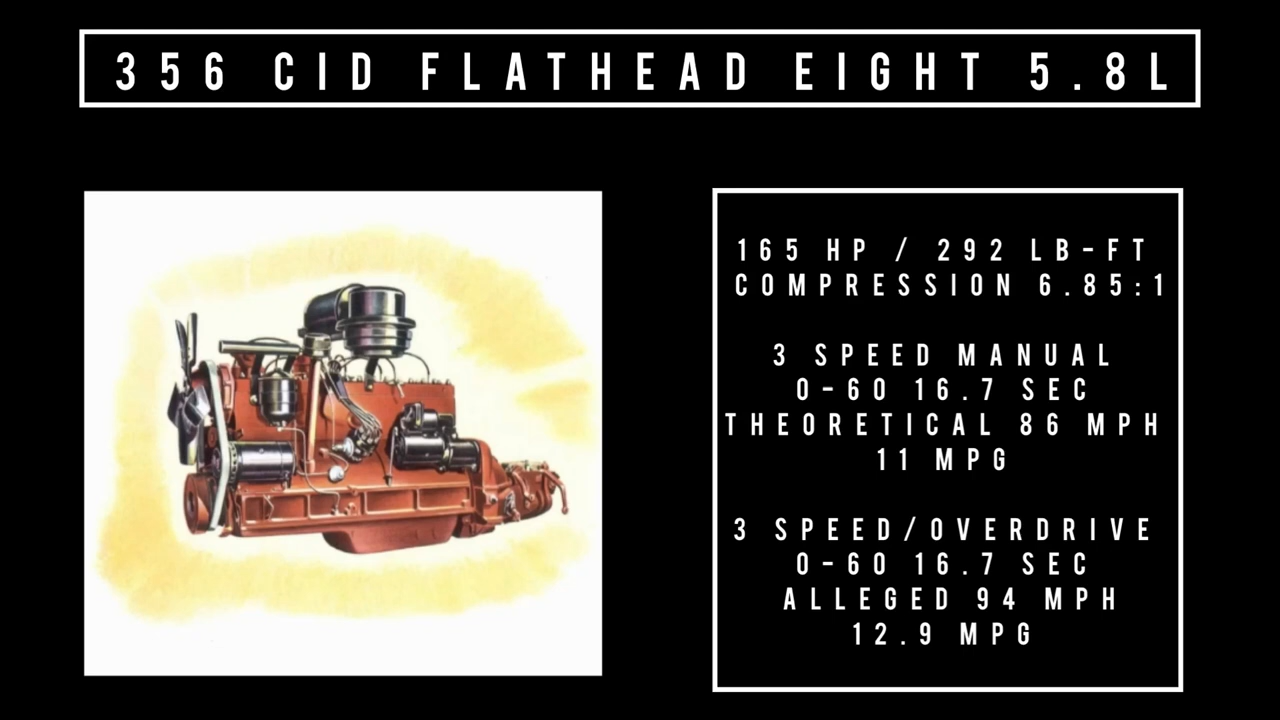 356 CID FLATHEAD EIGHT 5.8L
165 HP / 292 LB-FT
COMPRESSION 6.85:1
3 SPEED MANUAL
0-60 16.7 SEC
THEORETICAL 86 MPH
11 MPG
3 SPEED/OVERDRIVE
0-60 16.7 SEC
ALLEGED 94 MPH
12.9 MPG